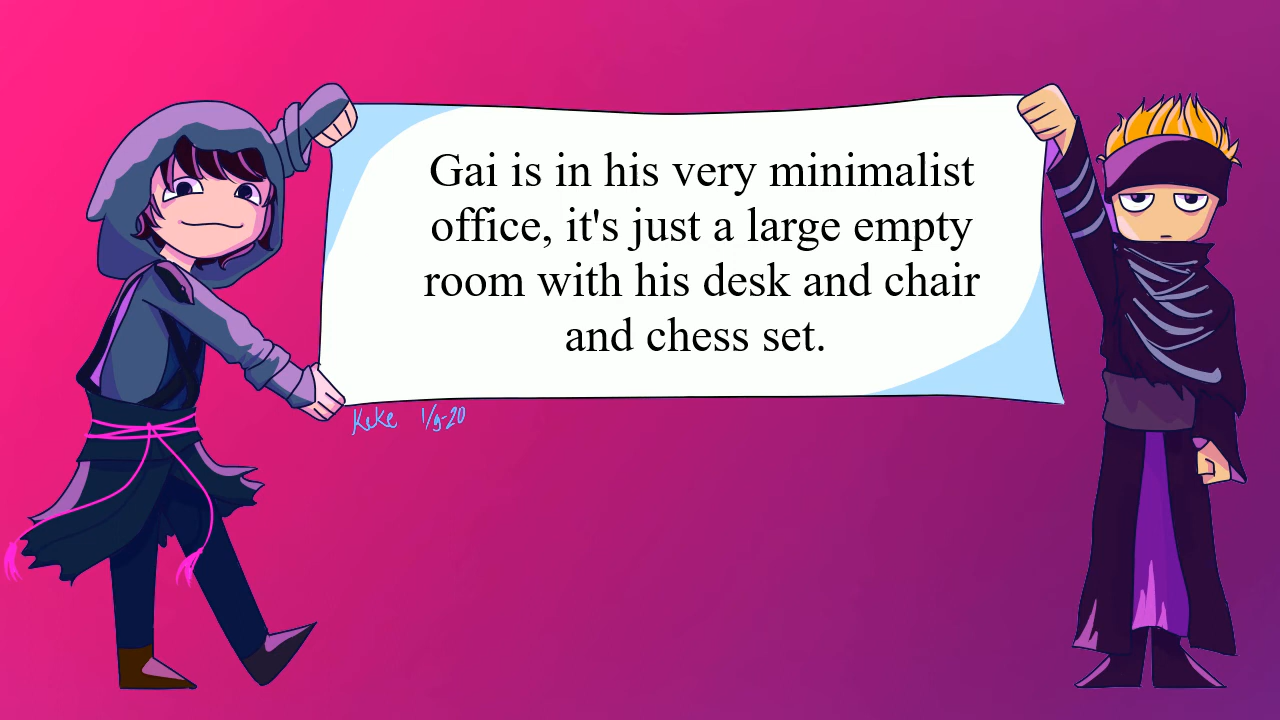 Gai is in his very minimalist
office, it's just a large empty
room with his desk and chair
and chess set.
KeKe 1/9-20